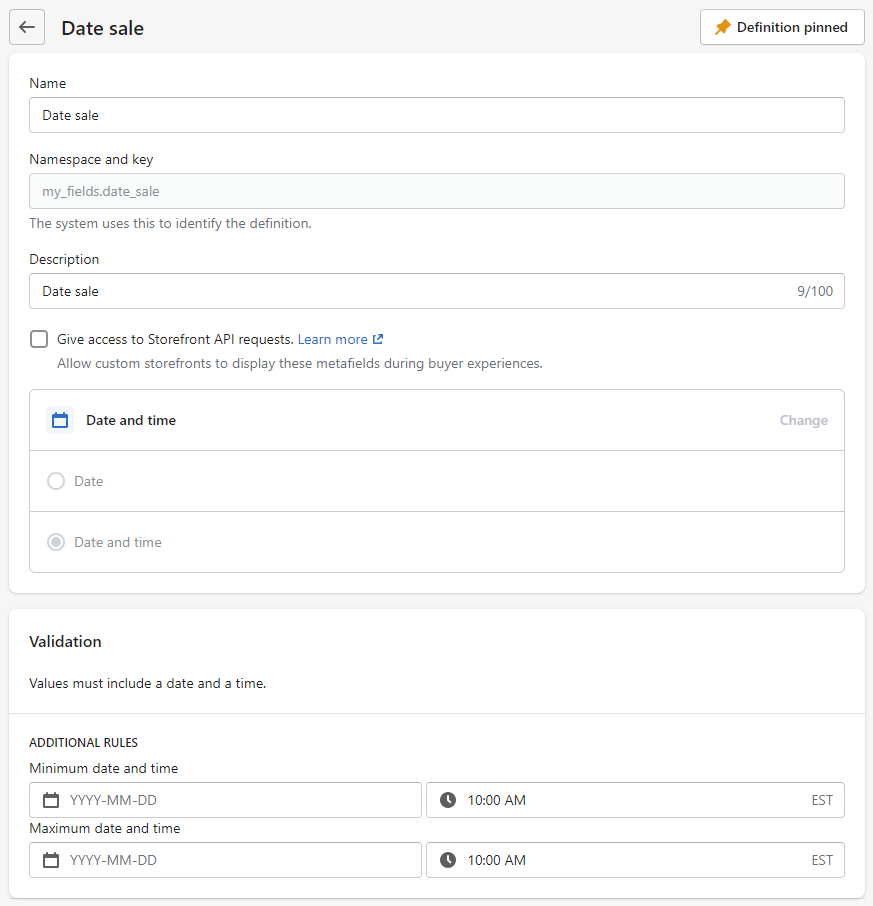 Date sale
Definition pinned
Name
Date sale
Namespace and key
my_fields.date_sale
The system uses this to identify the definition.
Description
Date sale 9/100
Give access to Storefront API requests. Learn more
Allow custom storefronts to display these metafields during buyer experiences.
Date and time Change
Date
Date and time
Validation
Values must include a date and a time.
ADDITIONAL RULES
Minimum date and time
YYYY-MM-DD 10:00 AM EST
Maximum date and time
YYYY-MM-DD 10:00 AM EST